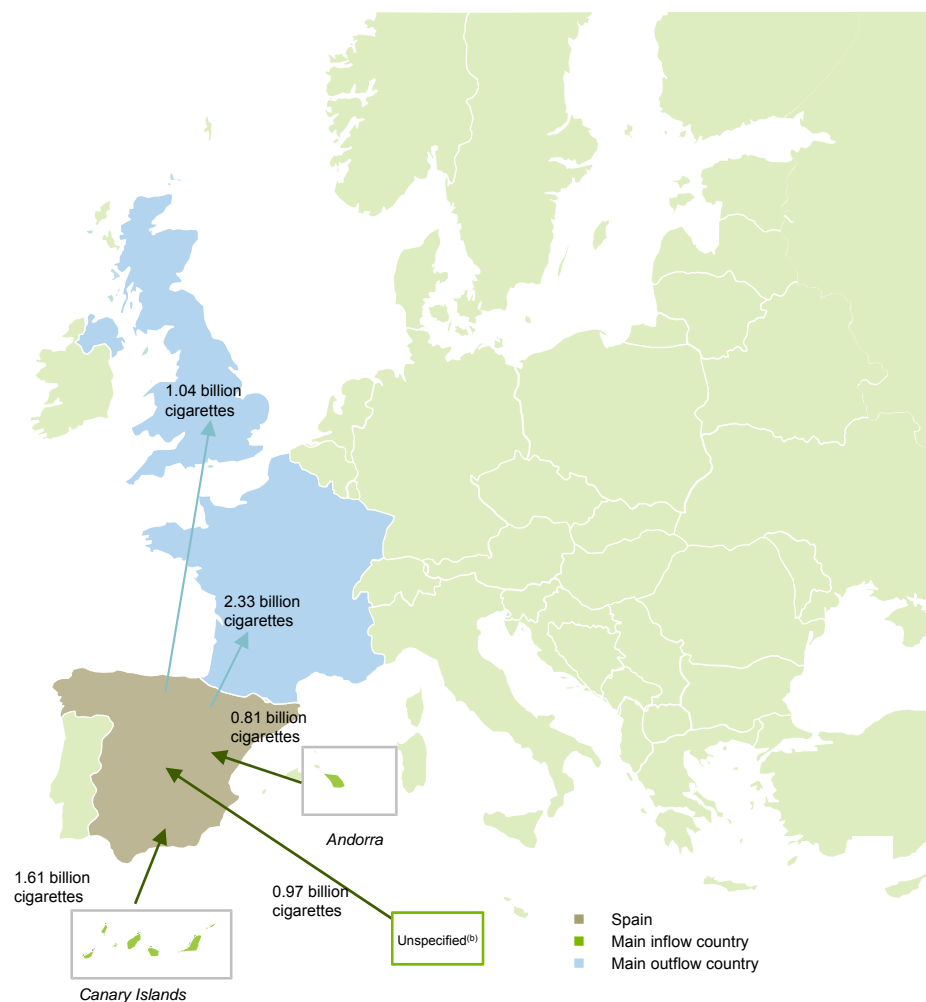 1.04 billion
cigarettes
2.33 billion
cigarettes
0.81 billion
cigarettes
Andorra
1.61 billion
cigarettes
0.97 billion
cigarettes
Unspecified(b)
Canary Islands
Spain
Main inflow country
Main outflow country